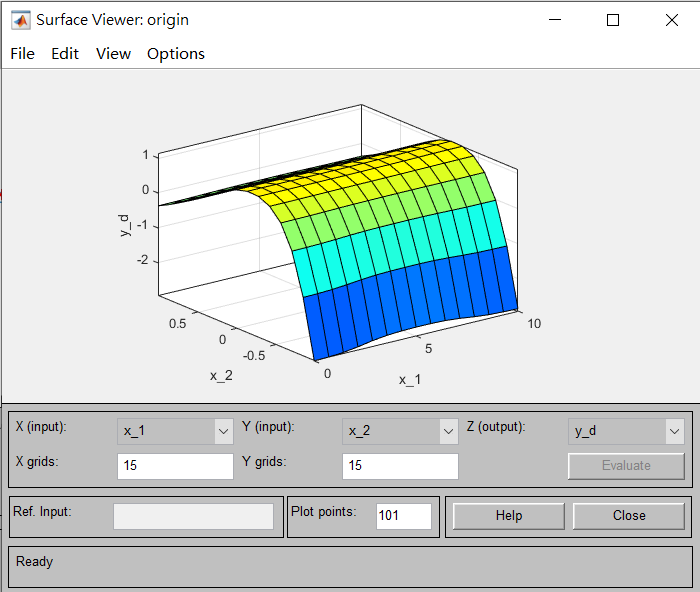 Surface Viewer: origin
File Edit View Options
1
0
-1
-2
y_d
0.5
0
-0.5
x_2
0
5
10
x_1
X (input): x_1 Y (input): x_2 Z (output): y_d
X grids: 15 Y grids: 15 Evaluate
Ref. Input: Plot points: 101 Help Close
Ready